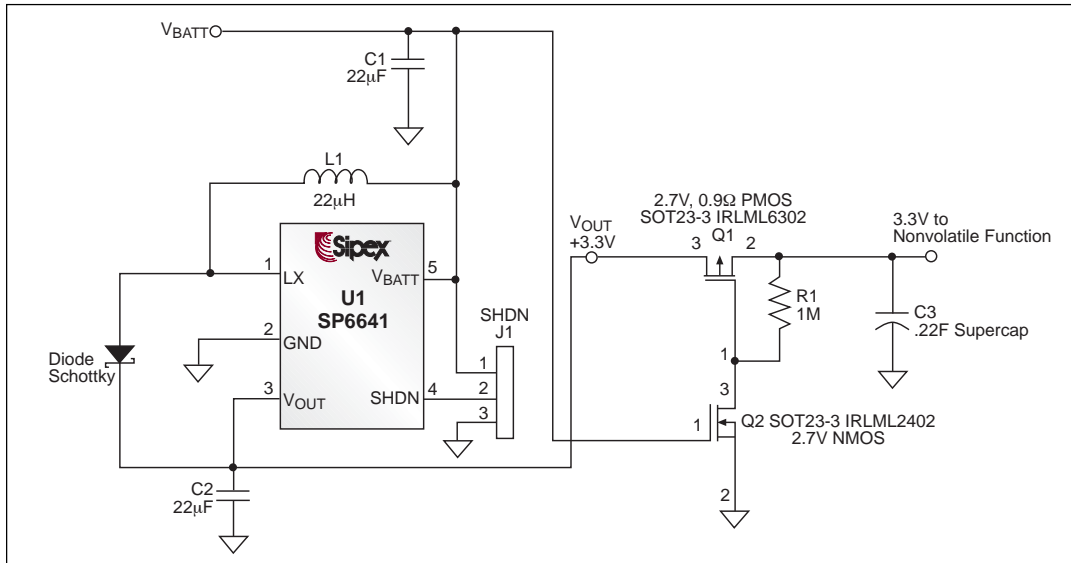 VBATT
C1
22µF
L1
22µH
2.7V, 0.9Ω PMOS
SOT23-3 IRLML6302
Q1
VOUT
+3.3V
3
2
3.3V to
Nonvolatile Function
Sipex
1
LX
VBATT
5
U1
SP6641
R1
1M
C3
.22F Supercap
SHDN
J1
2
GND
1
1
Diode
Schottky
3
VOUT
SHDN
4
2
3
3
1
Q2 SOT23-3 IRLML2402
2.7V NMOS
C2
22µF
2